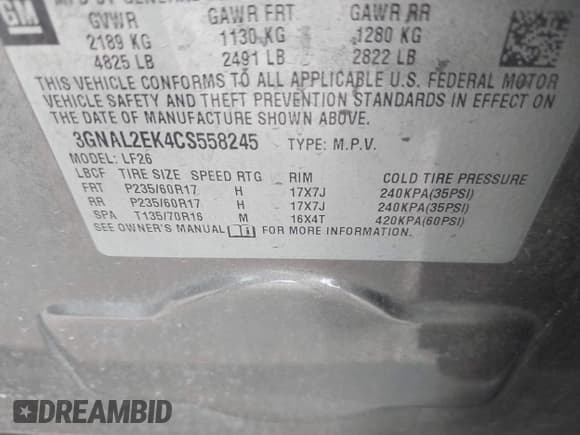 GM
GVWR GAWR FRT GAWR RR
2189 KG 1130 KG 1280 KG
4825 LB 2491 LB 2822 LB
THIS VEHICLE CONFORMS TO ALL APPLICABLE U.S. FEDERAL MOTOR
VEHICLE SAFETY AND THEFT PREVENTION STANDARDS IN EFFECT ON
THE DATE OF MANUFACTURE SHOWN ABOVE.
3GNAL2EK4CS558245 TYPE: M.P.V.
MODEL: LF26
LBCF TIRE SIZE SPEED RTG RIM COLD TIRE PRESSURE
FRT P235/60R17 H 17X7J 240KPA(35PSI)
RR P235/60R17 H 17X7J 240KPA(35PSI)
SPA T135/70R16 M 16X4T 420KPA(60PSI)
SEE OWNER'S MANUAL FOR MORE INFORMATION.
DREAMBID